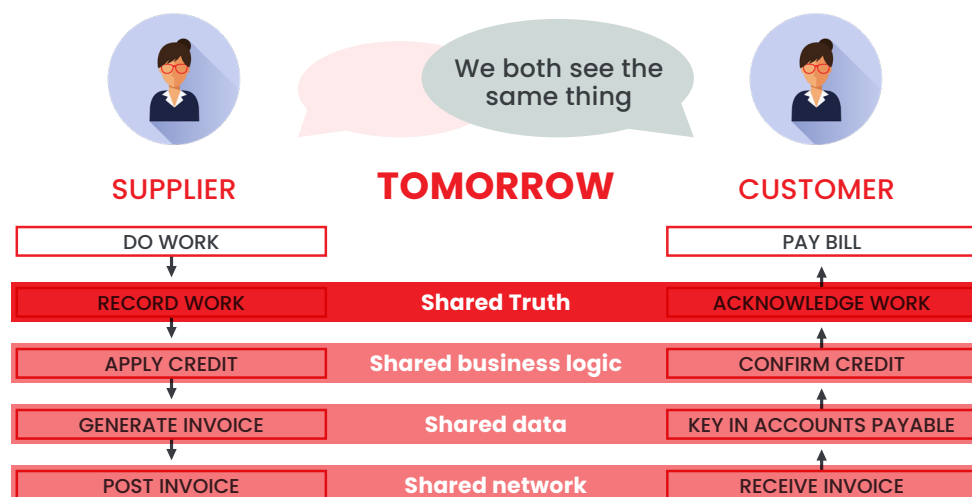 We both see the
same thing
SUPPLIER
TOMORROW
CUSTOMER
DO WORK
PAY BILL
RECORD WORK
Shared Truth
ACKNOWLEDGE WORK
APPLY CREDIT
Shared business logic
CONFIRM CREDIT
GENERATE INVOICE
Shared data
KEY IN ACCOUNTS PAYABLE
POST INVOICE
Shared network
RECEIVE INVOICE